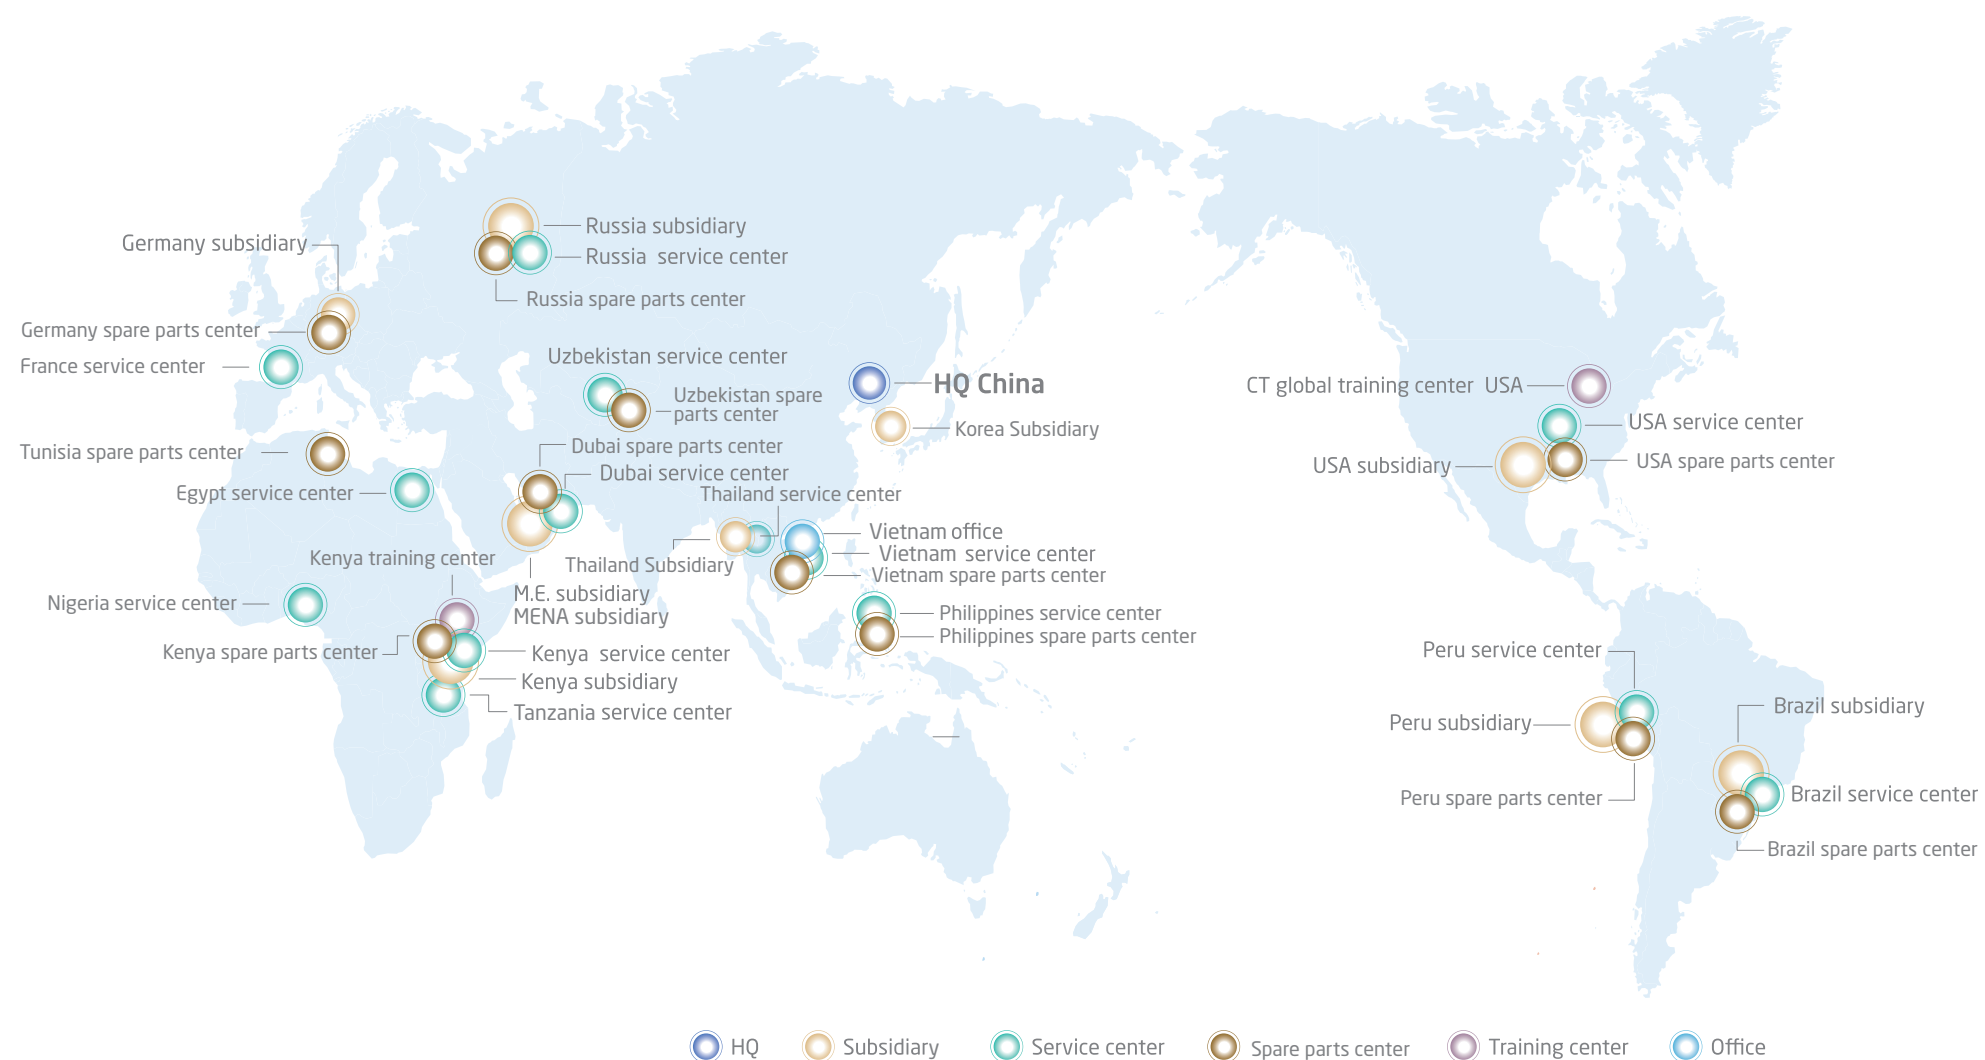 Russia subsidiary
Russia service center
Russia spare parts center
Germany subsidiary
Germany spare parts center
France service center
Uzbekistan service center
Uzbekistan spare
parts center
HQ China
Korea Subsidiary
CT global training center USA
USA service center
USA subsidiary
USA spare parts center
Tunisia spare parts center
Egypt service center
Dubai spare parts center
Dubai service center
Thailand service center
Thailand Subsidiary
Vietnam office
Vietnam service center
Vietnam spare parts center
Kenya training center
M.E. subsidiary
MENA subsidiary
Nigeria service center
Philippines service center
Philippines spare parts center
Kenya spare parts center
Kenya service center
Kenya subsidiary
Tanzania service center
Peru service center
Peru subsidiary
Peru spare parts center
Brazil subsidiary
Brazil service center
Brazil spare parts center
HQ
Subsidiary
Service center
Spare parts center
Training center
Office